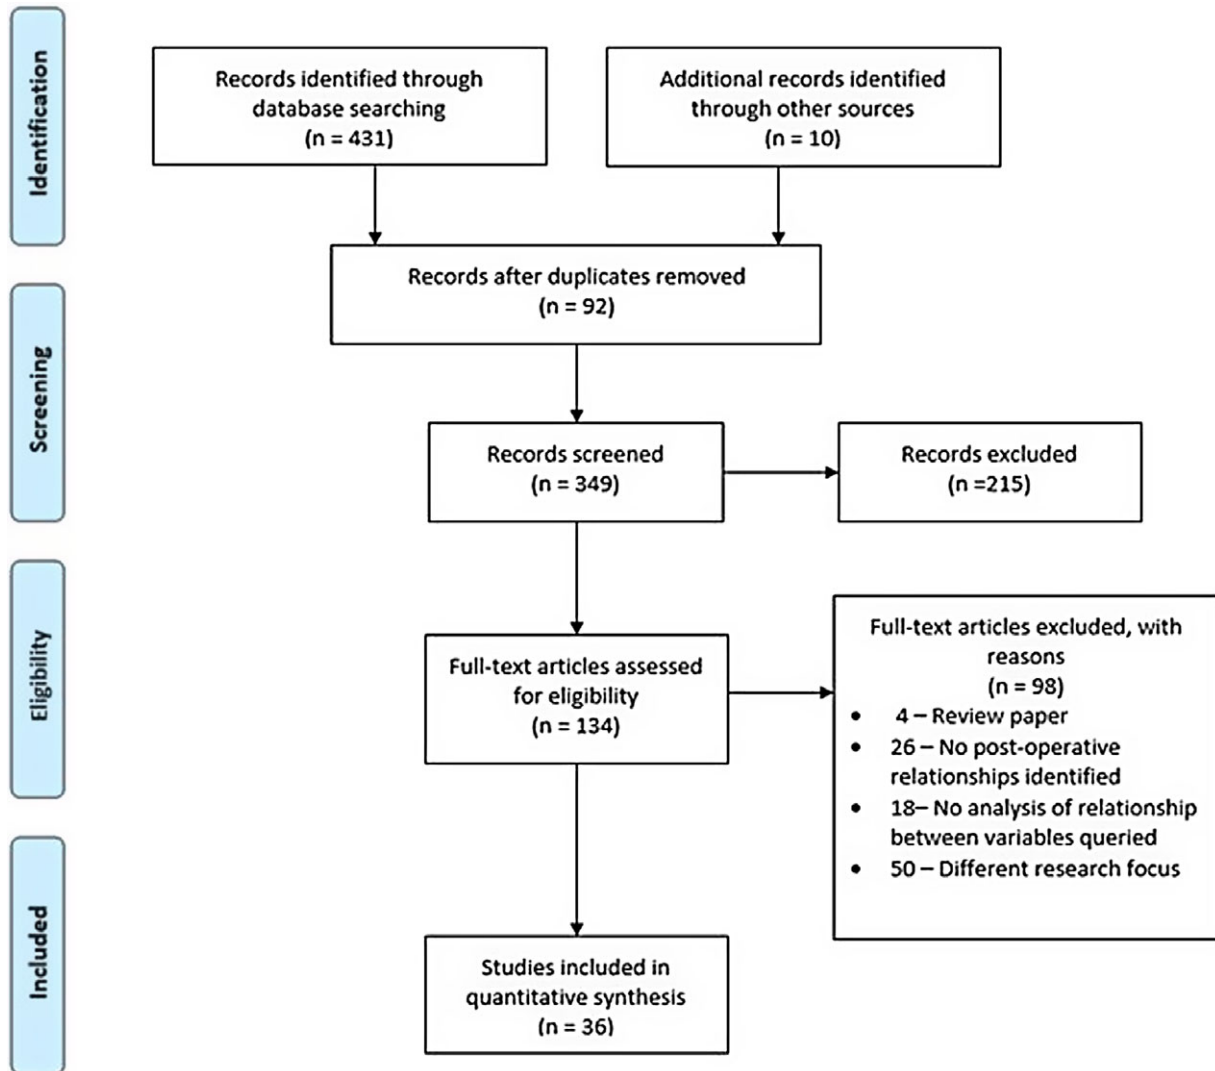 Identification
Records identified through
database searching
(n = 431)
Additional records identified
through other sources
(n = 10)
Records after duplicates removed
(n = 92)
Screening
Records screened
(n = 349)
Records excluded
(n =215)
Eligibility
Full-text articles assessed
for eligibility
(n = 134)
Full-text articles excluded, with
reasons
(n = 98)
• 4 – Review paper
• 26 – No post-operative
relationships identified
• 18– No analysis of relationship
between variables queried
• 50 – Different research focus
Included
Studies included in
quantitative synthesis
(n = 36)